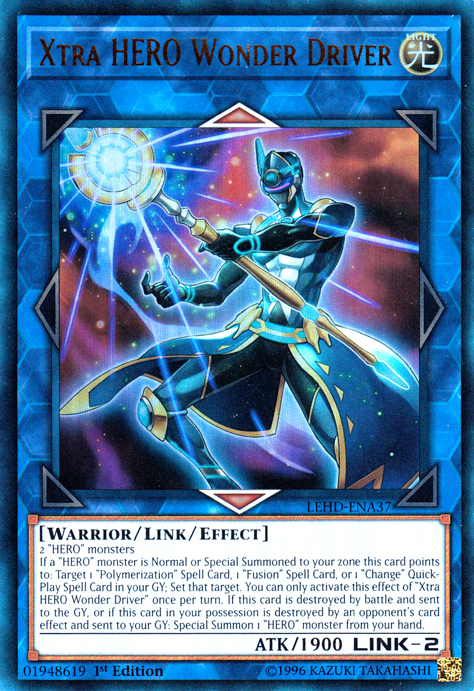 XTRA HERO WONDER DRIVER
LIGHT
光
LEHD-ENA37
[WARRIOR/LINK/EFFECT]
2 "HERO" monsters
If a "HERO" monster is Normal or Special Summoned to your zone this card points
to: Target 1 "Polymerization" Spell Card, 1 "Fusion" Spell Card, or 1 "Change" Quick-
Play Spell Card in your GY; Set that target. You can only activate this effect of "Xtra
HERO Wonder Driver" once per turn. If this card is destroyed by battle and sent
to the GY, or if this card in your possession is destroyed by an opponent's card
effect and sent to your GY: Special Summon 1 "HERO" monster from your hand.
ATK/1900 LINK-2
01948619 1st Edition ©1996 KAZUKI TAKAHASHI